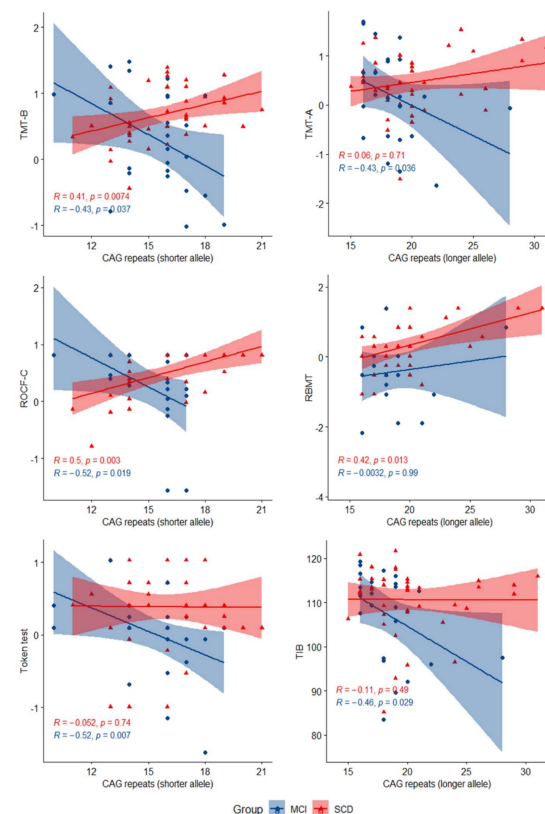 TMT-B
1
0
-1
R = 0.41, p = 0.0074
R = −0.43, p = 0.037
12 15 18 21
CAG repeats (shorter allele)
TMT-A
1
0
-1
-2
R = 0.06, p = 0.71
R = −0.43, p = 0.036
15 20 25 30
CAG repeats (longer allele)
ROCF-C
1
0
-1
R = 0.5, p = 0.003
R = −0.52, p = 0.019
12 15 18 21
CAG repeats (shorter allele)
RBMT
2
0
-2
-4
R = 0.42, p = 0.013
R = −0.0032, p = 0.99
15 20 25 30
CAG repeats (longer allele)
Token test
1
0
-1
R = −0.052, p = 0.74
R = −0.52, p = 0.007
12 15 18 21
CAG repeats (shorter allele)
TIB
120
110
100
90
80
R = −0.11, p = 0.49
R = −0.46, p = 0.029
15 20 25 30
CAG repeats (longer allele)
Group MCI SCD